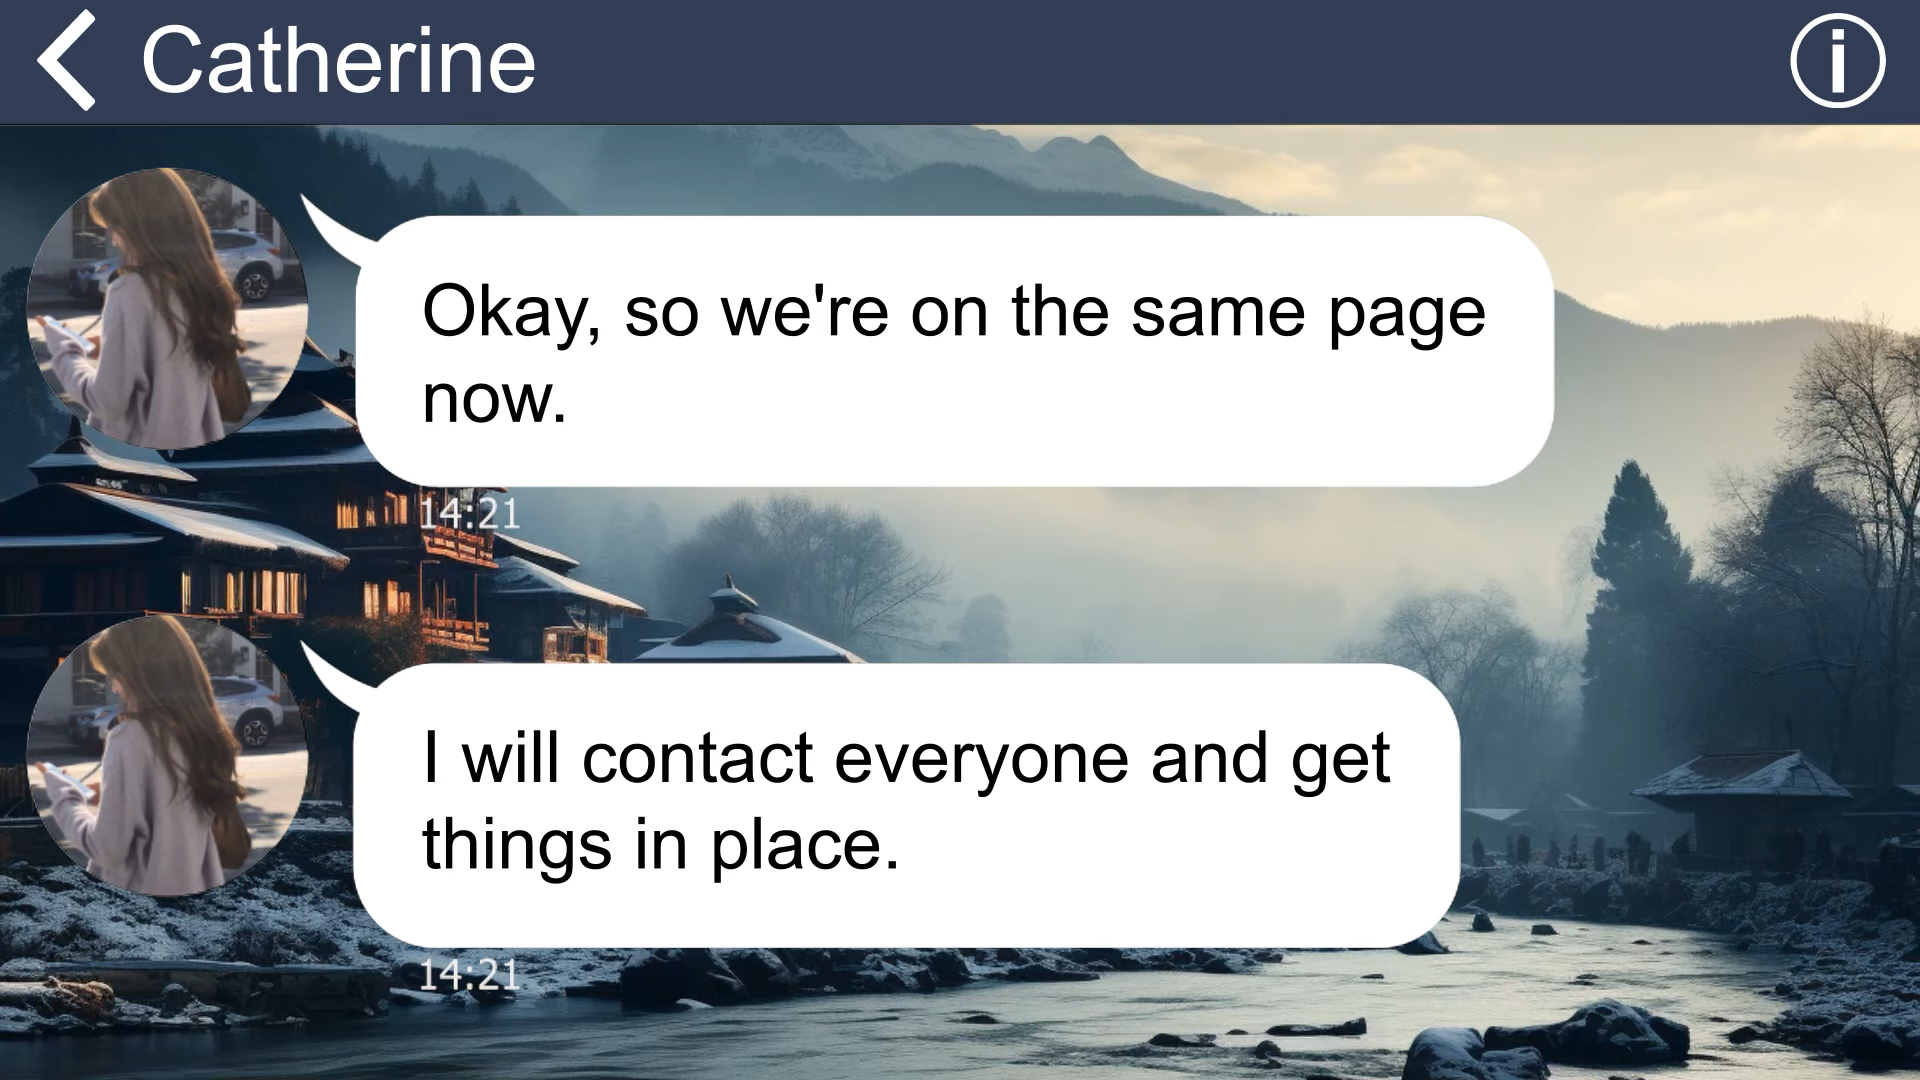 Catherine
Okay, so we're on the same page
now.
14:21
I will contact everyone and get
things in place.
14:21